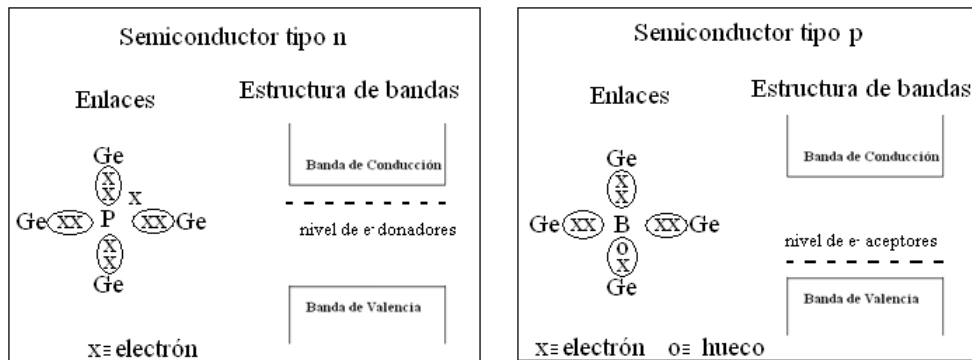 Semiconductor tipo n
Enlaces
Estructura de bandas
Ge
x
x
x
Ge xx P xx Ge
x
x
Ge
Banda de Conducción
nivel de e- donadores
Banda de Valencia
x≡electrón
Semiconductor tipo p
Enlaces
Estructura de bandas
Ge
x
x
Ge xx B xx Ge
o
x
Ge
Banda de Conducción
nivel de e- aceptores
Banda de Valencia
x≡electrón o≡ hueco